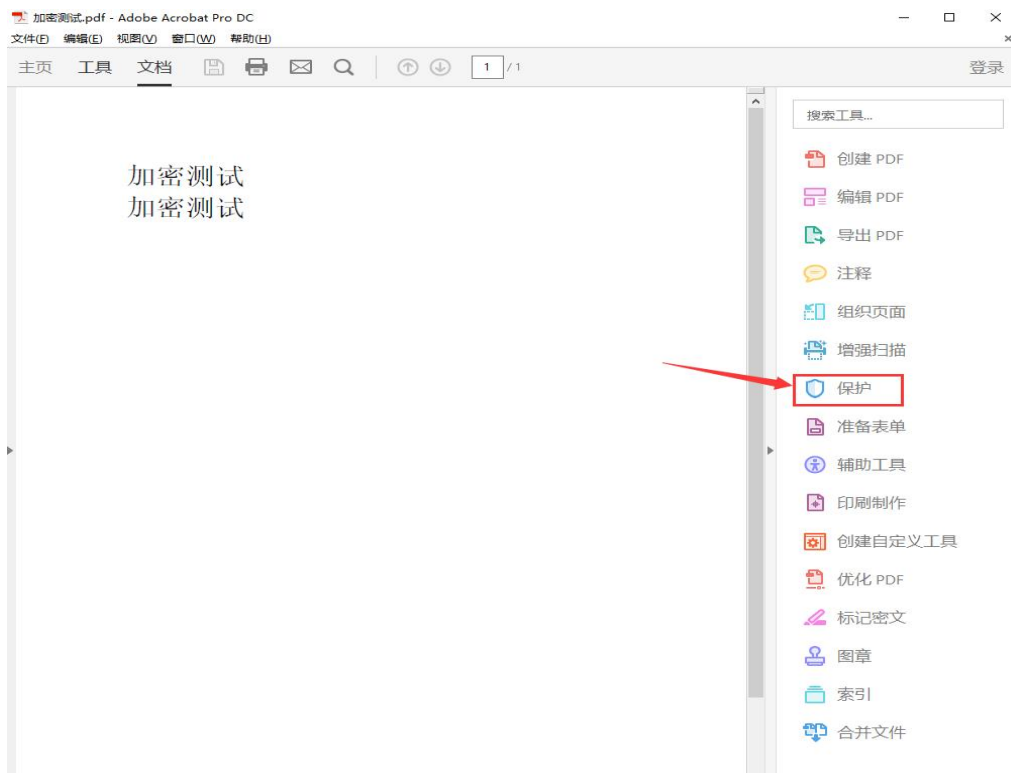 加密测试.pdf - Adobe Acrobat Pro DC
文件(F) 编辑(E) 视图(V) 窗口(W) 帮助(H)
主页 工具 文档 1 / 1 登录
搜索工具...
加密测试
加密测试
创建 PDF
编辑 PDF
导出 PDF
注释
组织页面
增强扫描
保护
准备表单
辅助工具
印刷制作
创建自定义工具
优化 PDF
标记密文
图章
索引
合并文件